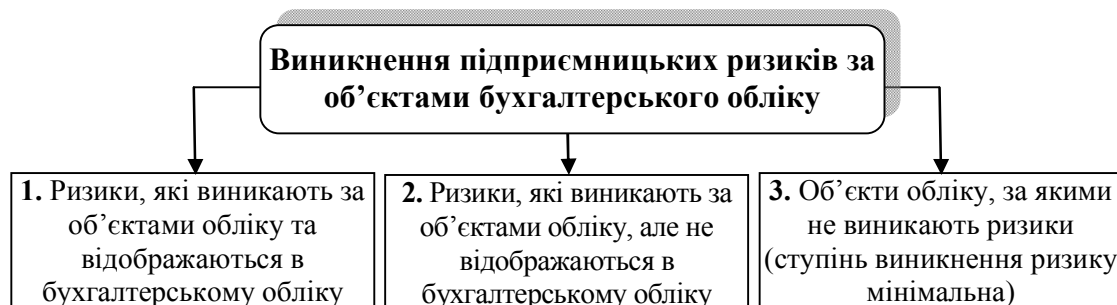 Виникнення підприємницьких ризиків за
об’єктами бухгалтерського обліку
1. Ризики, які виникають за
об’єктами обліку та
відображаються в
бухгалтерському обліку
2. Ризики, які виникають за
об’єктами обліку, але не
відображаються в
бухгалтерському обліку
3. Об’єкти обліку, за якими
не виникають ризики
(ступінь виникнення ризику
мінімальна)